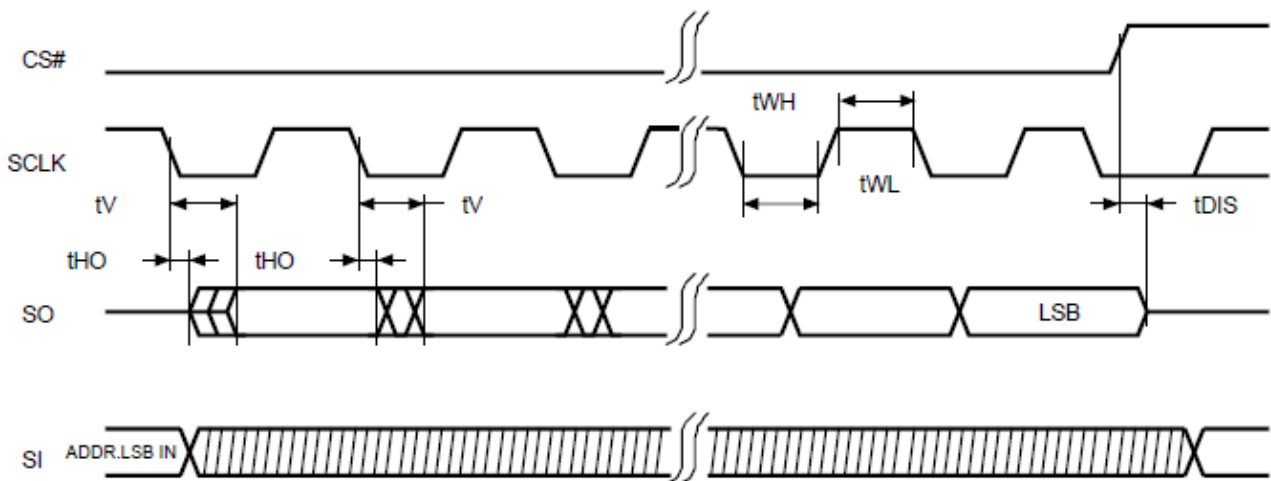 CS#
tWH
SCLK
tWL
tV
tV
tDIS
tHO
tHO
SO
LSB
SI
ADDR.LSB IN